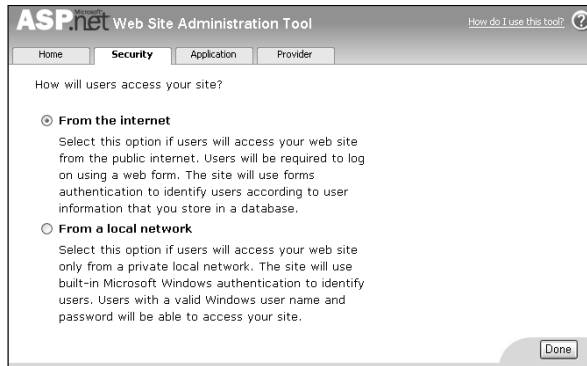 Microsoft
ASP.net Web Site Administration Tool
How do I use this tool? ?
Home Security Application Provider
How will users access your site?
From the internet
Select this option if users will access your web site
from the public internet. Users will be required to log
on using a web form. The site will use forms
authentication to identify users according to user
information that you store in a database.
From a local network
Select this option if users will access your web site
only from a private local network. The site will use
built-in Microsoft Windows authentication to identify
users. Users with a valid Windows user name and
password will be able to access your site.
Done